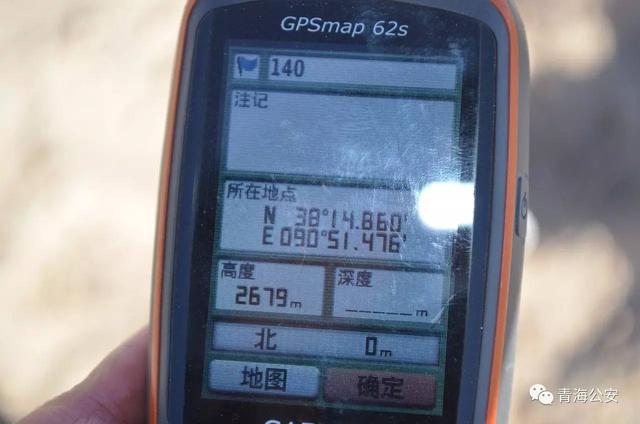 GPSmap 62s
140
注记
所在地点
N 38°14.860'
E 090°51.476'
高度
深度
2679m
_____m
北
0m
地图
确定
青海公安